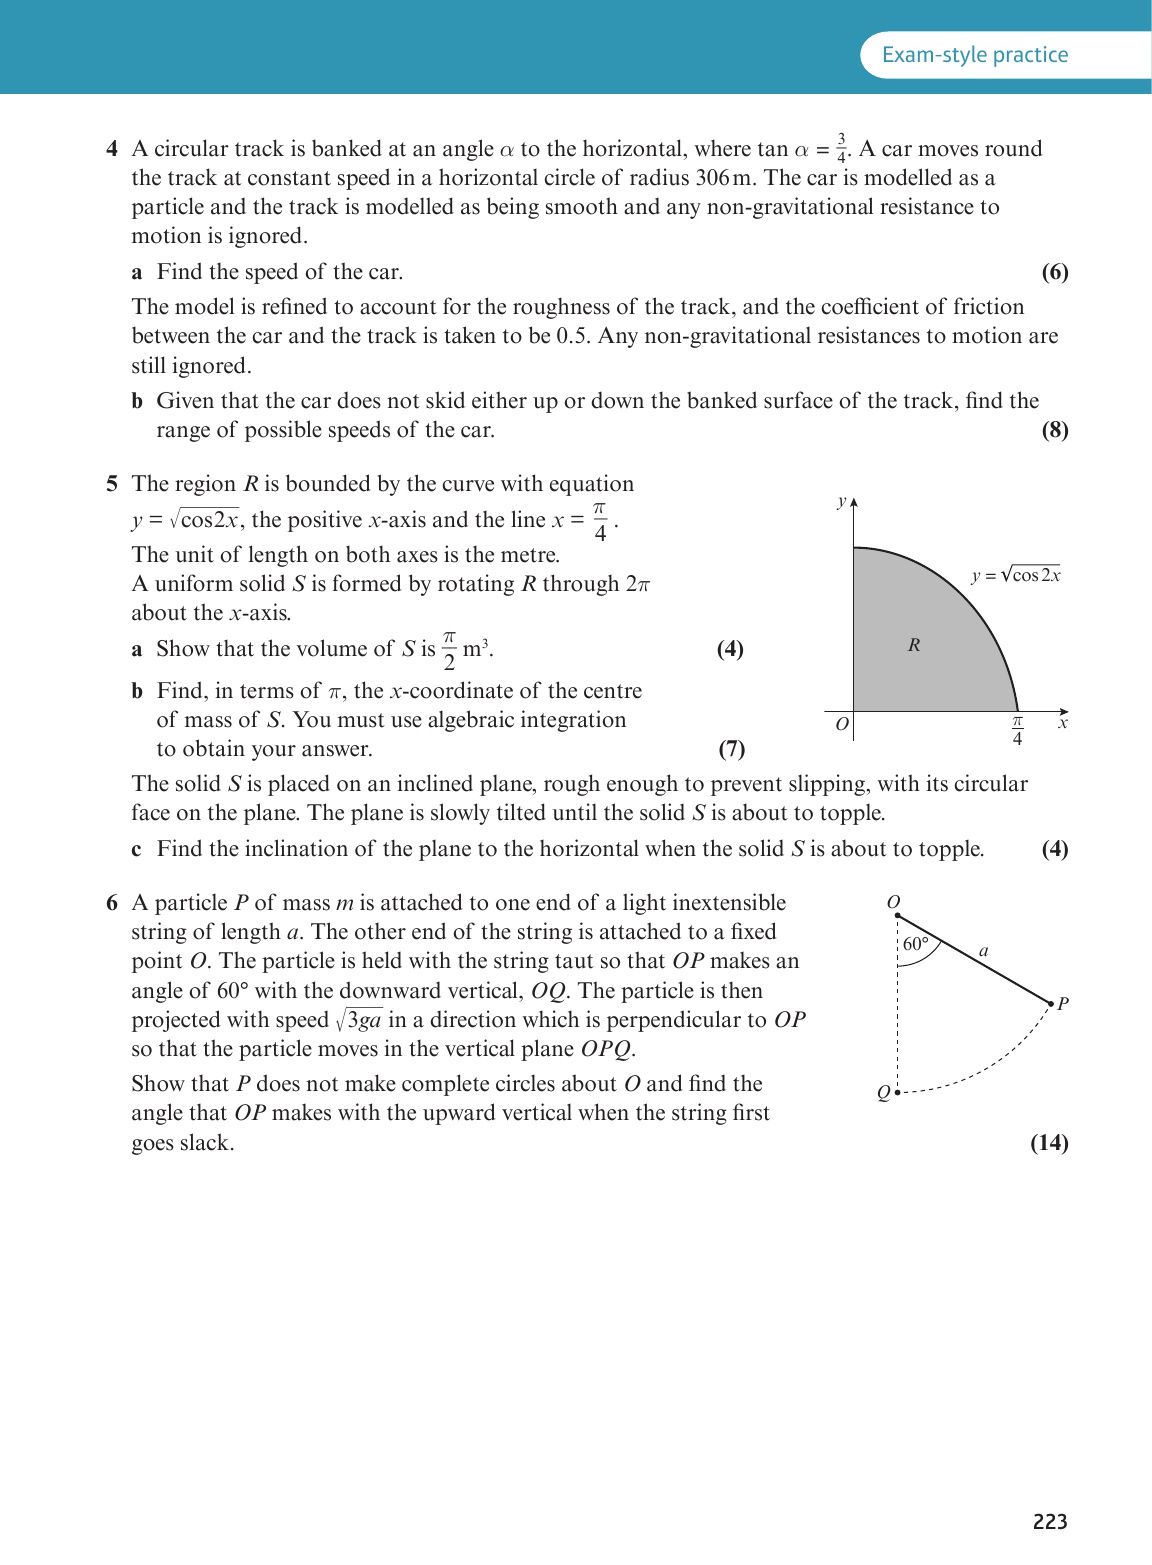 Exam-style practice
4 A circular track is banked at an angle α to the horizontal, where tan α = 3/4. A car moves round
the track at constant speed in a horizontal circle of radius 306 m. The car is modelled as a
particle and the track is modelled as being smooth and any non-gravitational resistance to
motion is ignored.
a Find the speed of the car. (6)
The model is refined to account for the roughness of the track, and the coefficient of friction
between the car and the track is taken to be 0.5. Any non-gravitational resistances to motion are
still ignored.
b Given that the car does not skid either up or down the banked surface of the track, find the
range of possible speeds of the car. (8)
5 The region R is bounded by the curve with equation
y = √cos2x, the positive x-axis and the line x = π/4 .
The unit of length on both axes is the metre.
A uniform solid S is formed by rotating R through 2π
about the x-axis.
a Show that the volume of S is π/2 m³. (4)
b Find, in terms of π, the x-coordinate of the centre
of mass of S. You must use algebraic integration
to obtain your answer. (7)
y
y = √cos 2x
R
O
π/4
x
The solid S is placed on an inclined plane, rough enough to prevent slipping, with its circular
face on the plane. The plane is slowly tilted until the solid S is about to topple.
c Find the inclination of the plane to the horizontal when the solid S is about to topple. (4)
6 A particle P of mass m is attached to one end of a light inextensible
string of length a. The other end of the string is attached to a fixed
point O. The particle is held with the string taut so that OP makes an
angle of 60° with the downward vertical, OQ. The particle is then
projected with speed √3ga in a direction which is perpendicular to OP
so that the particle moves in the vertical plane OPQ.
Show that P does not make complete circles about O and find the
angle that OP makes with the upward vertical when the string first
goes slack. (14)
O
60°
a
P
Q
223